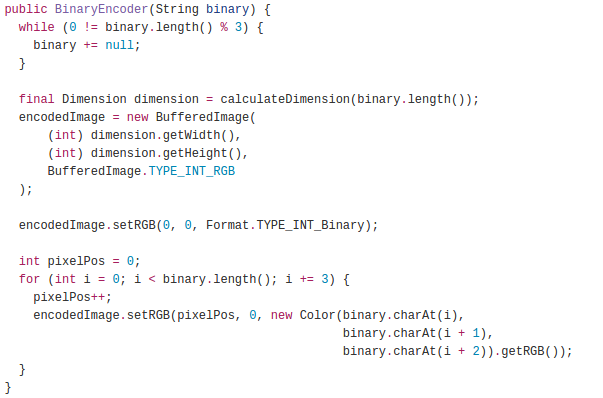 public BinaryEncoder(String binary) {
  while (0 != binary.length() % 3) {
    binary += null;
  }

  final Dimension dimension = calculateDimension(binary.length());
  encodedImage = new BufferedImage(
      (int) dimension.getWidth(),
      (int) dimension.getHeight(),
      BufferedImage.TYPE_INT_RGB
  );

  encodedImage.setRGB(0, 0, Format.TYPE_INT_Binary);

  int pixelPos = 0;
  for (int i = 0; i < binary.length(); i += 3) {
    pixelPos++;
    encodedImage.setRGB(pixelPos, 0, new Color(binary.charAt(i),
                                               binary.charAt(i + 1),
                                               binary.charAt(i + 2)).getRGB());
  }
}